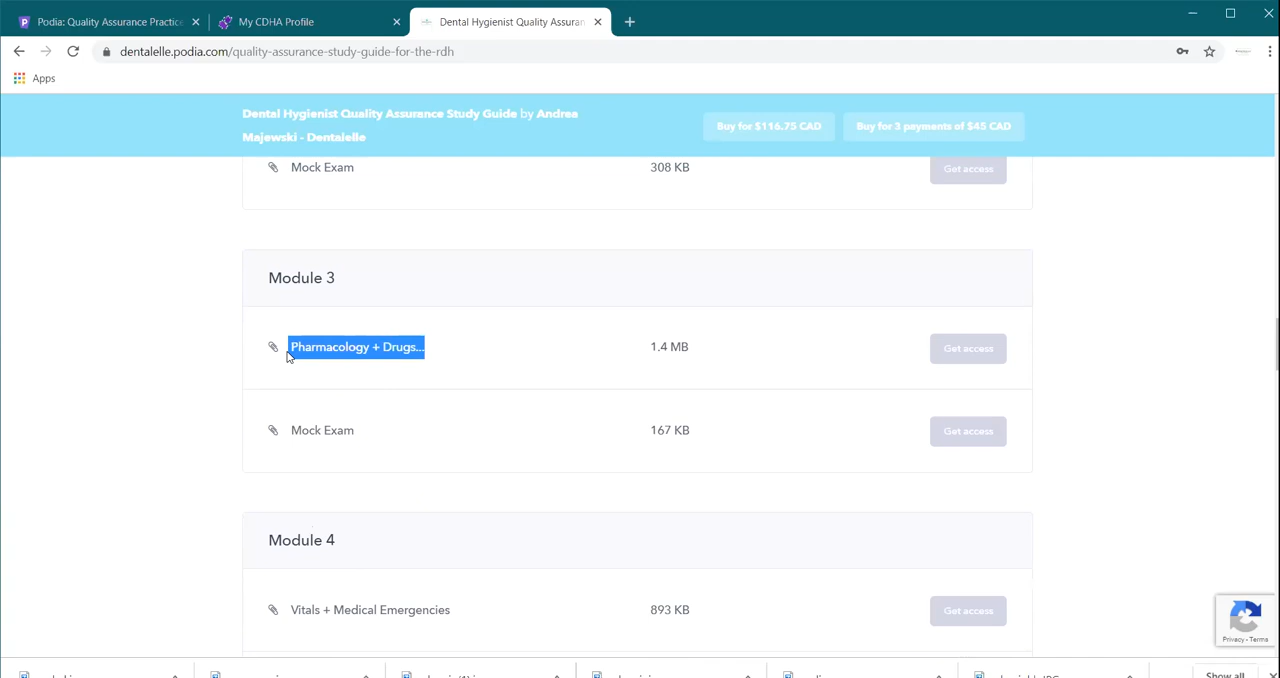 Podia: Quality Assurance Practice
My CDHA Profile
Dental Hygienist Quality Assuran
dentalelle.podia.com/quality-assurance-study-guide-for-the-rdh
Apps
Dental Hygienist Quality Assurance Study Guide by Andrea
Majewski - Dentalelle
Buy for $116.75 CAD
Buy for 3 payments of $45 CAD
Mock Exam
308 KB
Get access
Module 3
Pharmacology + Drugs...
1.4 MB
Get access
Mock Exam
167 KB
Get access
Module 4
Vitals + Medical Emergencies
893 KB
Get access
Privacy - Terms
Show all